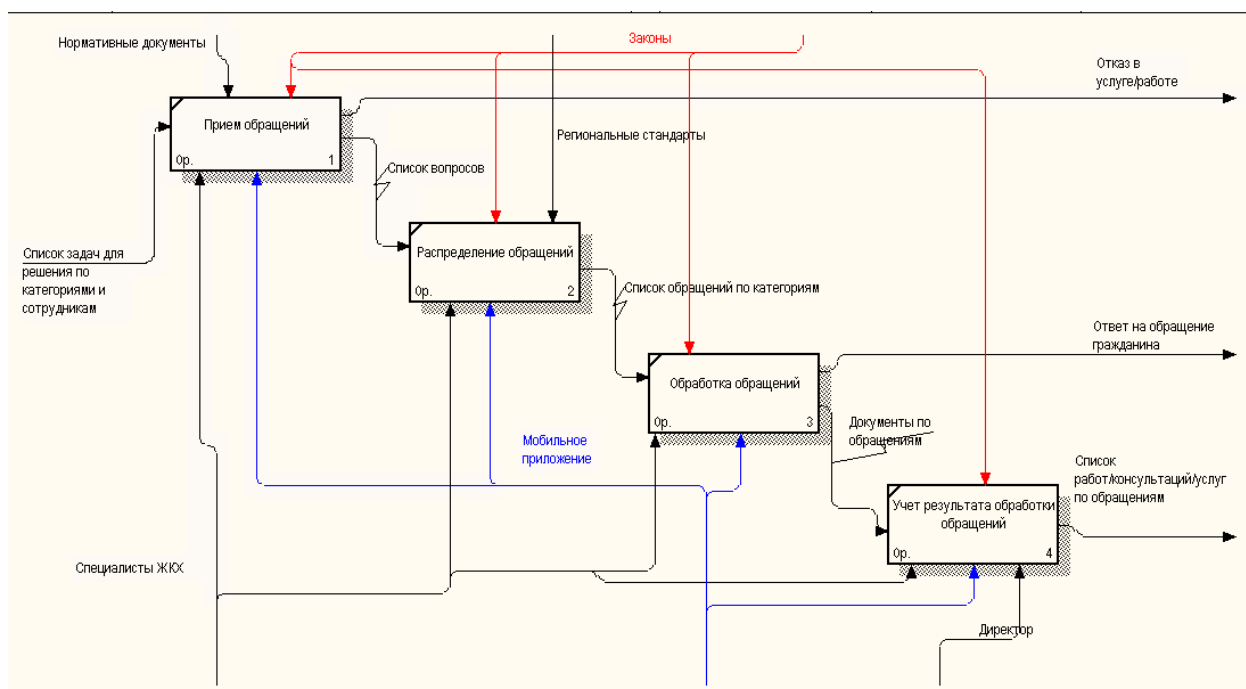 Нормативные документы
Законы
Отказ в
услуге/работе
Прием обращений
0р.
1
Региональные стандарты
Список вопросов
Список задач для
решения по
категориями и
сотрудникам
Распределение обращений
0р.
2
Список обращений по категориям
Ответ на обращение
гражданина
Обработка обращений
0р.
3
Документы по
обращениям
Мобильное
приложение
Список
работ/консультаций/услуг
по обращениям
Учет результата обработки
обращений
0р.
4
Специалисты ЖКХ
Директор